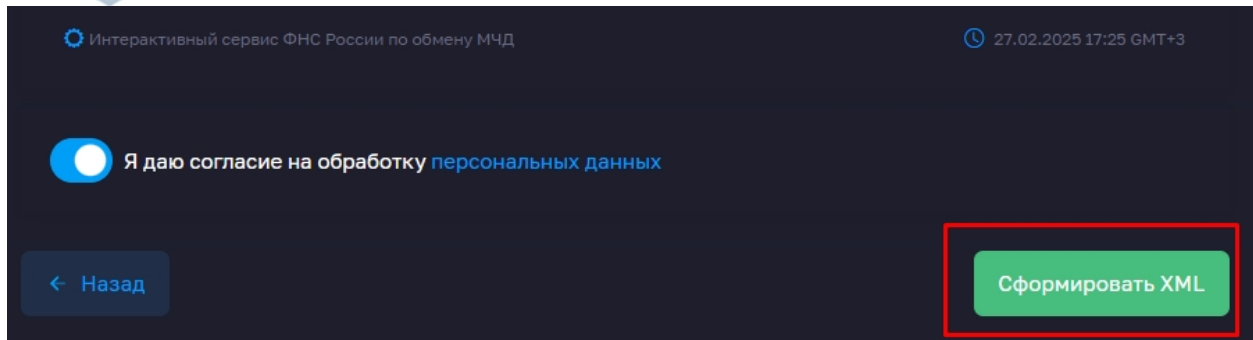 Интерактивный сервис ФНС России по обмену МЧД
27.02.2025 17:25 GMT+3
Я даю согласие на обработку персональных данных
← Назад
Сформировать XML